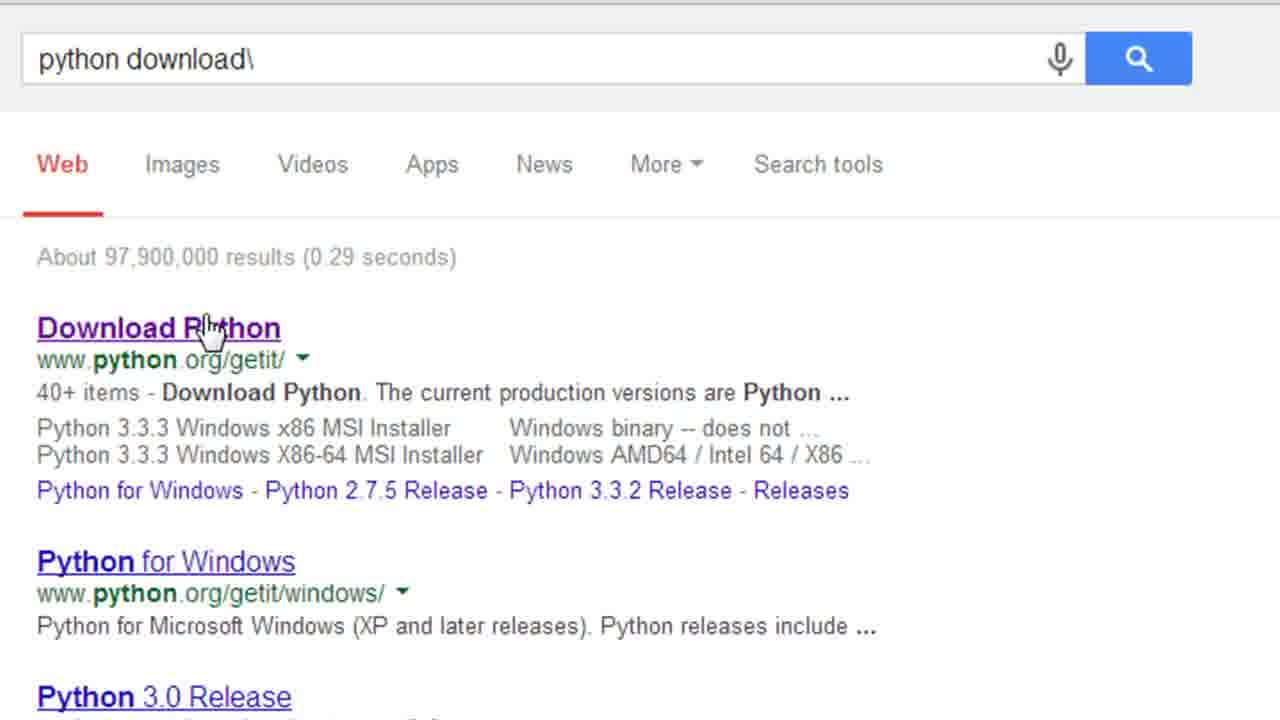 python download\
Web Images Videos Apps News More Search tools
About 97,900,000 results (0.29 seconds)
Download Python
www.python.org/getit/
40+ items - Download Python. The current production versions are Python ...
Python 3.3.3 Windows x86 MSI Installer Windows binary -- does not ...
Python 3.3.3 Windows X86-64 MSI Installer Windows AMD64 / Intel 64 / X86 ...
Python for Windows - Python 2.7.5 Release - Python 3.3.2 Release - Releases
Python for Windows
www.python.org/getit/windows/
Python for Microsoft Windows (XP and later releases). Python releases include ...
Python 3.0 Release